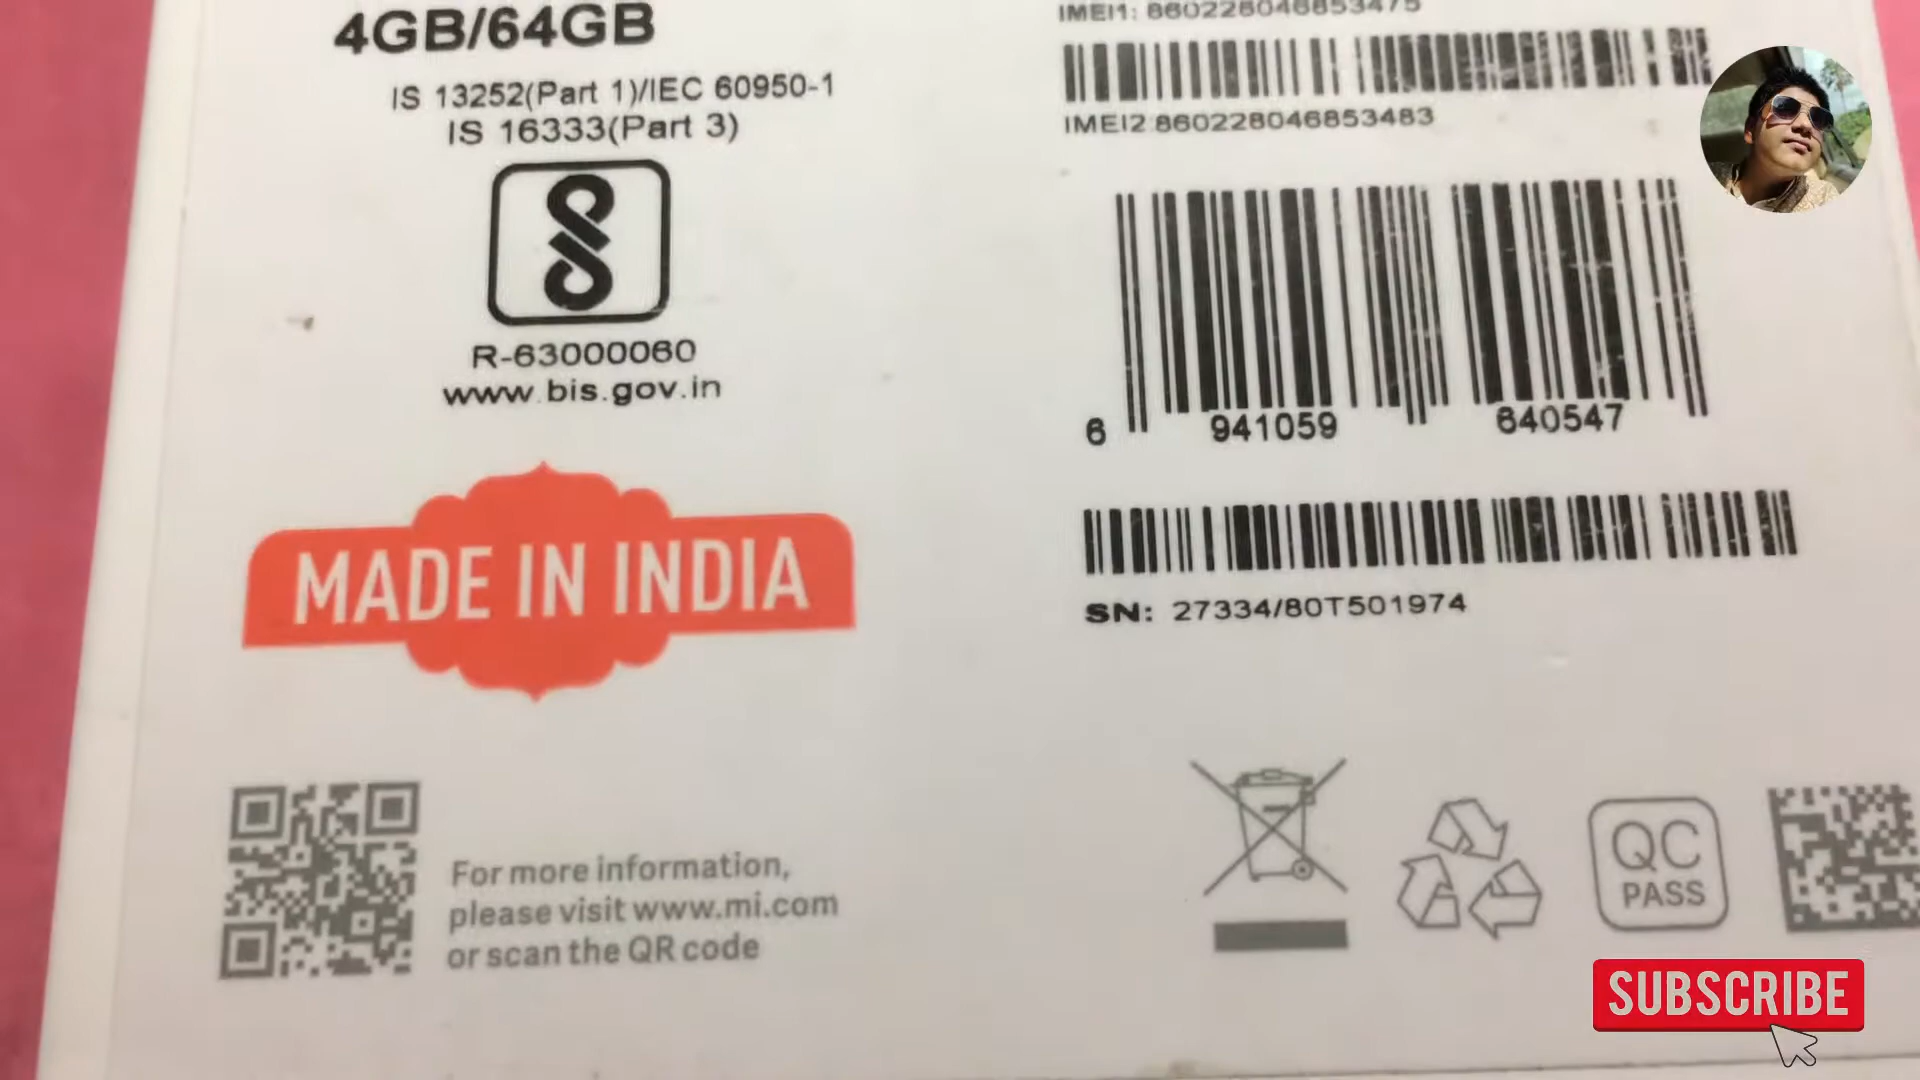 4GB/64GB
IS 13252(Part 1)/IEC 60950-1
IS 16333(Part 3)
R-63000060
www.bis.gov.in
MADE IN INDIA
For more information,
please visit www.mi.com
or scan the QR code
IMEI1: 860228046853475
IMEI2:860228046853483
6 941059 640547
SN: 27334/80T501974
QC
PASS
SUBSCRIBE